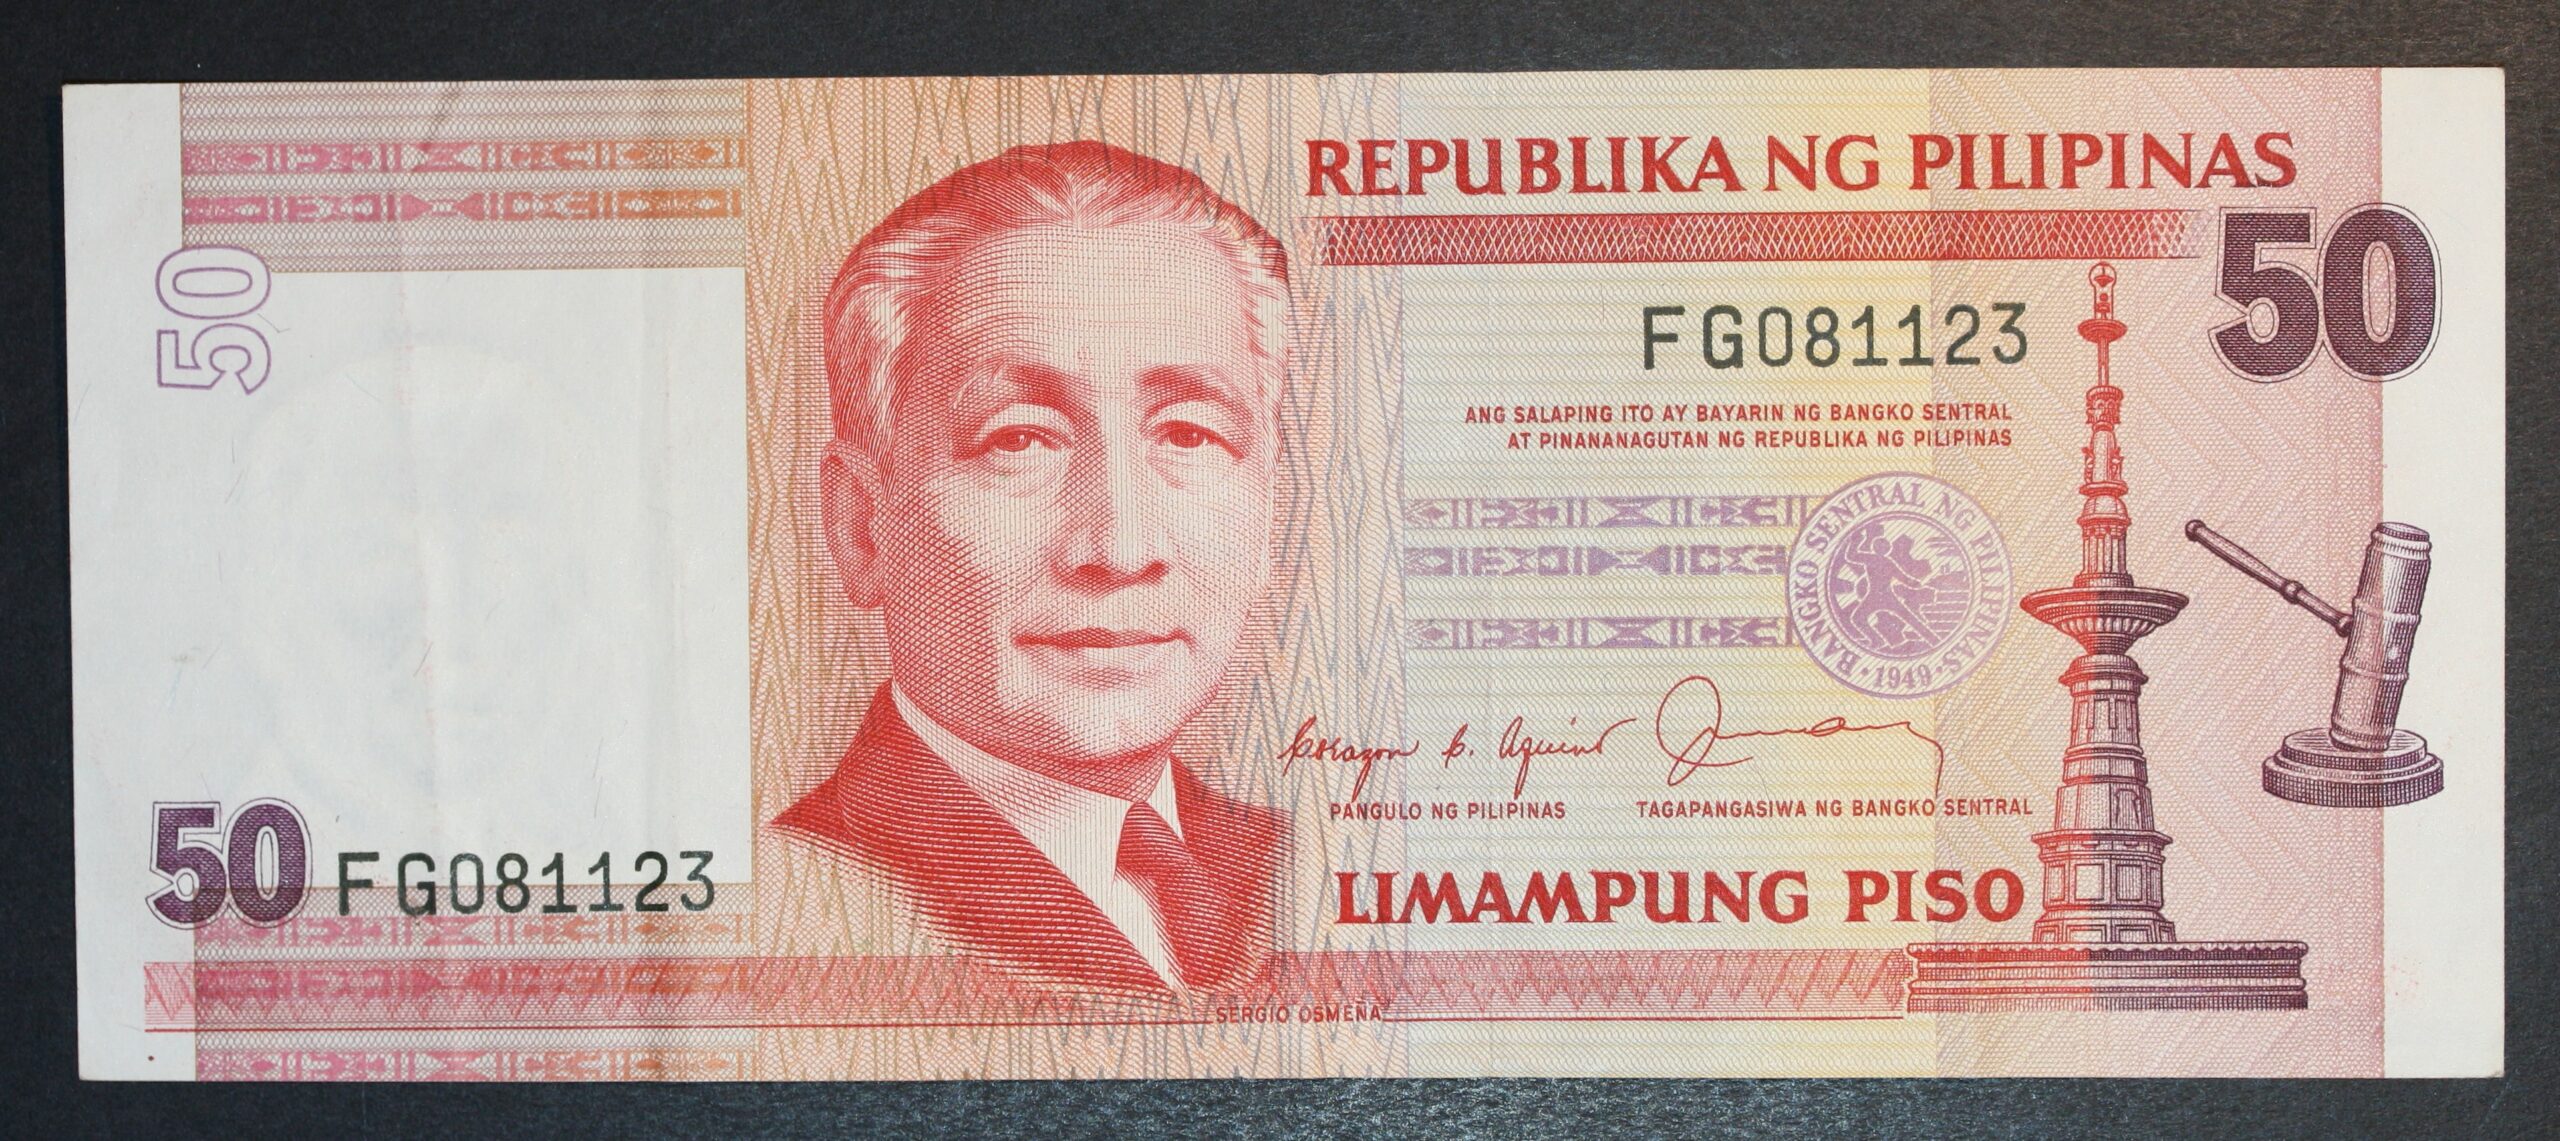 REPUBLIKA NG PILIPINAS
50
50
FG081123
ANG SALAPING ITO AY BAYARIN NG BANGKO SENTRAL
AT PINANANAGUTAN NG REPUBLIKA NG PILIPINAS
BANGKO SENTRAL NG PILIPINAS
1949
Corazon C. Aquino
PANGULO NG PILIPINAS
TAGAPANGASIWA NG BANGKO SENTRAL
50
FG081123
LIMAMPUNG PISO
SERGIO OSMEÑA